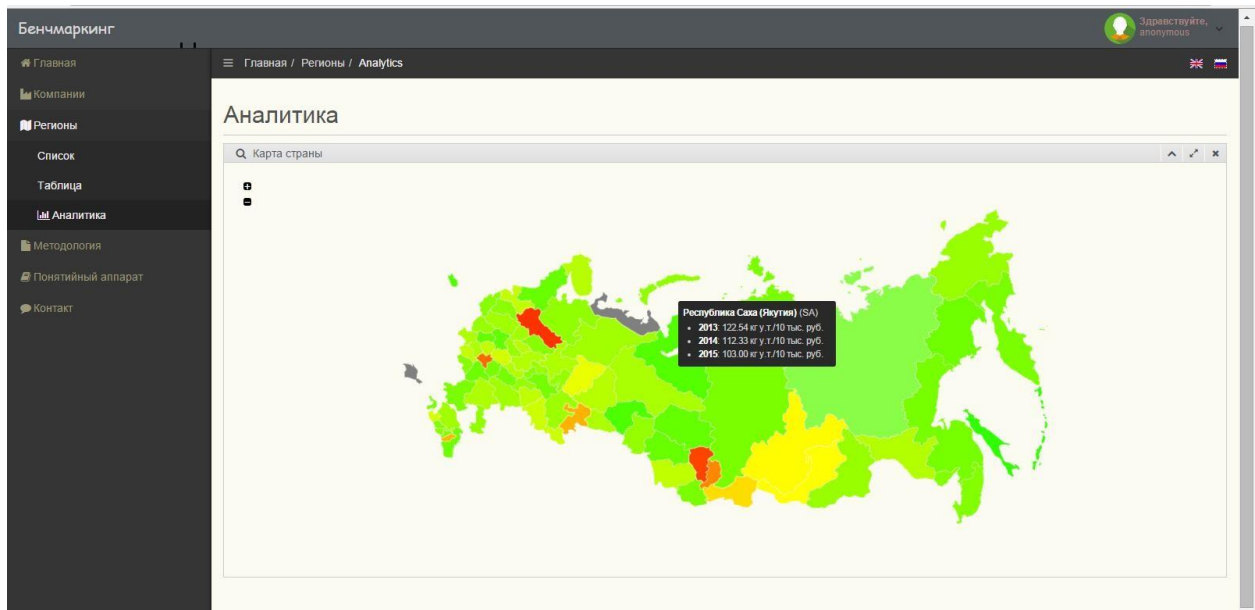 Бенчмаркинг
Здравствуйте,
anonymous
Главная
Главная / Регионы / Analytics
Компании
Регионы
Список
Таблица
Аналитика
Методология
Понятийный аппарат
Контакт
Аналитика
Карта страны
Республика Саха (Якутия) (SA)
• 2013: 122.54 кг у.т./10 тыс. руб.
• 2014: 112.33 кг у.т./10 тыс. руб.
• 2015: 103.00 кг у.т./10 тыс. руб.